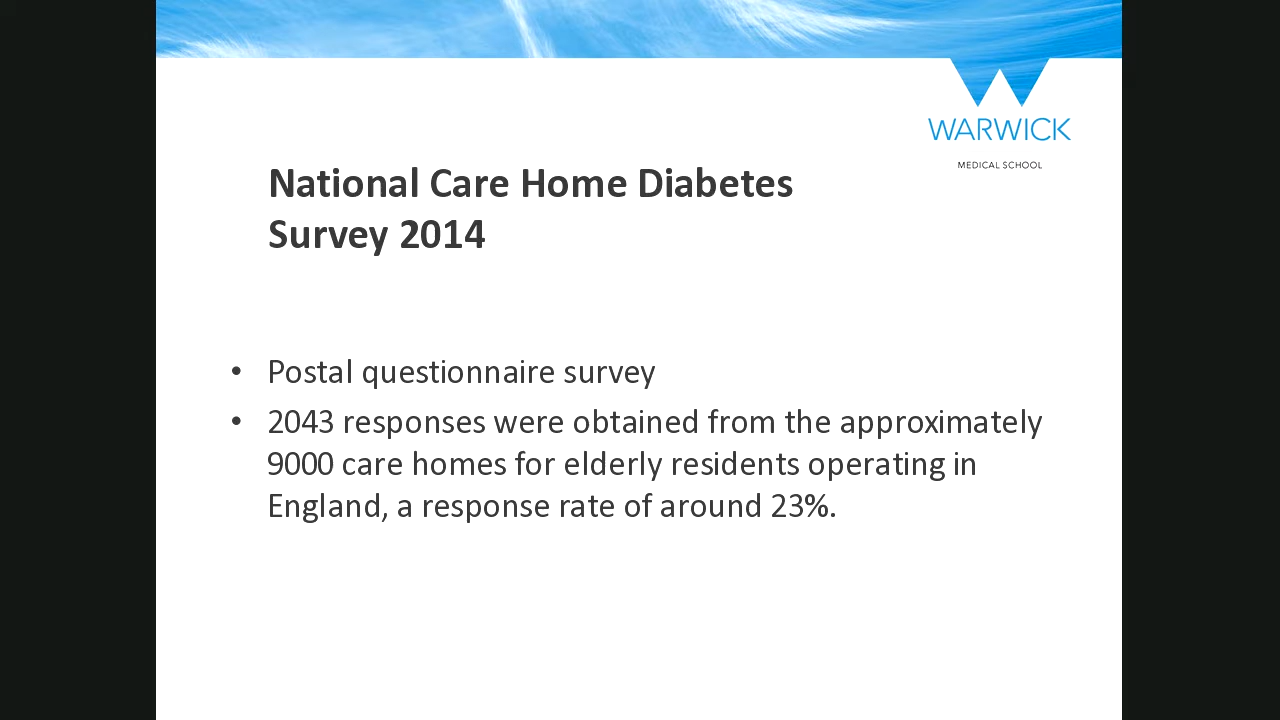 WARWICK
MEDICAL SCHOOL
National Care Home Diabetes
Survey 2014
• Postal questionnaire survey
• 2043 responses were obtained from the approximately
9000 care homes for elderly residents operating in
England, a response rate of around 23%.